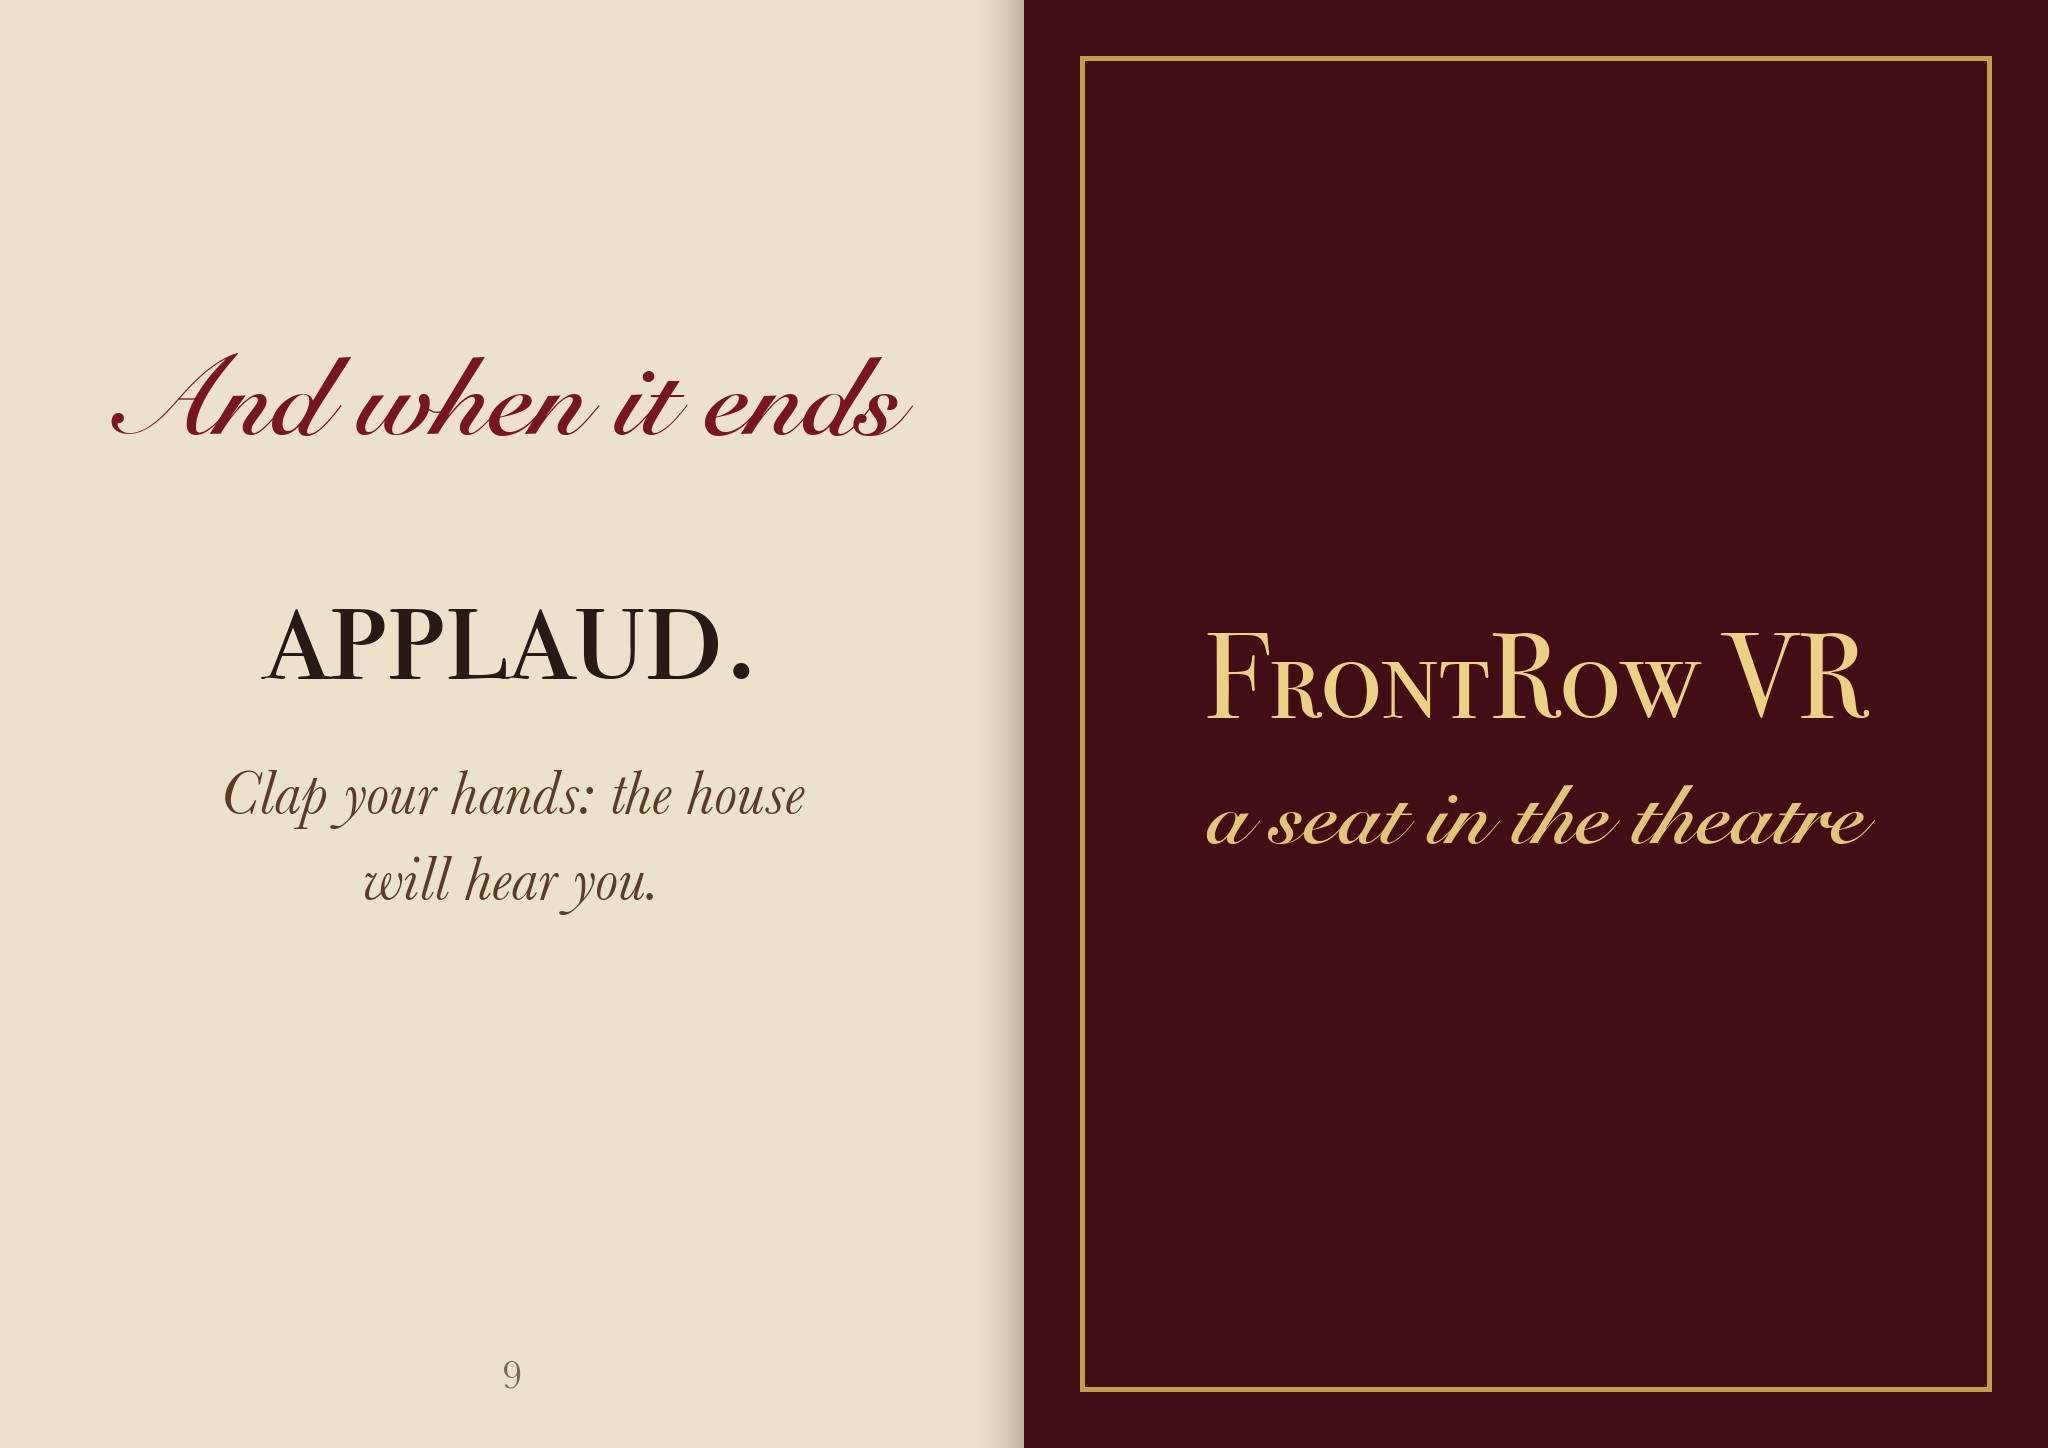 And when it ends
APPLAUD.
Clap your hands: the house
will hear you.
9
FrontRow VR
a seat in the theatre